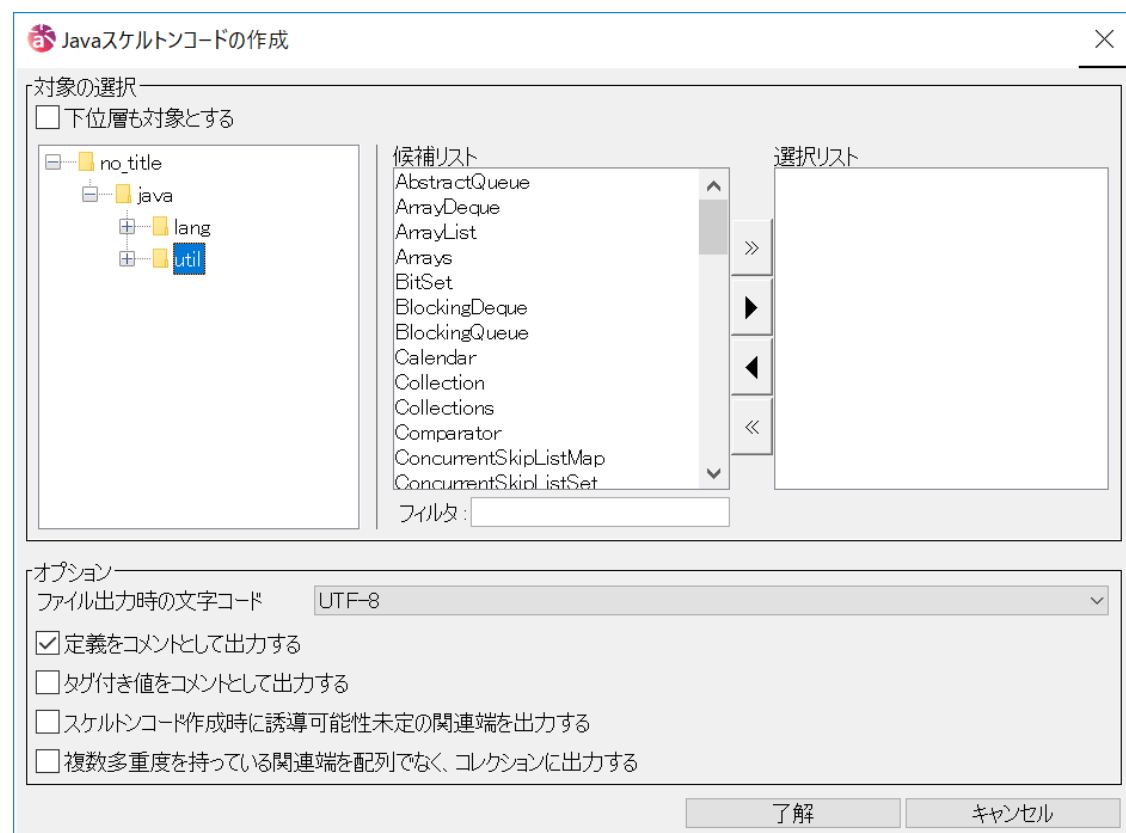 Javaスケルトンコードの作成
対象の選択
下位層も対象とする
no_title
java
lang
util
候補リスト
AbstractQueue
ArrayDeque
ArrayList
Arrays
BitSet
BlockingDeque
BlockingQueue
Calendar
Collection
Collections
Comparator
ConcurrentSkipListMap
ConcurrentSkipListSet
フィルタ :
選択リスト
オプション
ファイル出力時の文字コード UTF-8
定義をコメントとして出力する
タグ付き値をコメントとして出力する
スケルトンコード作成時に誘導可能性未定の関連端を出力する
複数多重度を持っている関連端を配列でなく、コレクションに出力する
了解 キャンセル